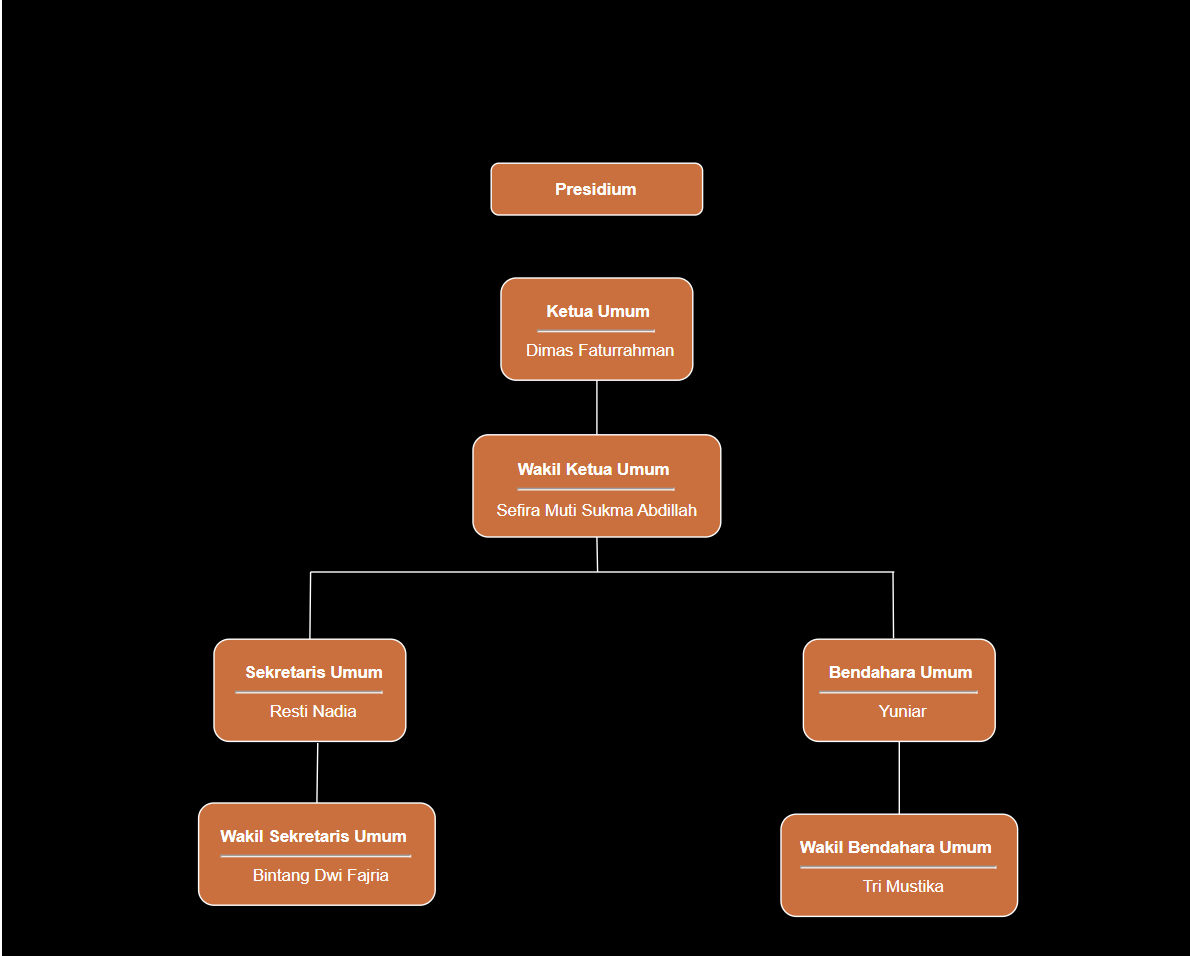 Presidium
Ketua Umum
Dimas Faturrahman
Wakil Ketua Umum
Sefira Muti Sukma Abdillah
Sekretaris Umum
Resti Nadia
Bendahara Umum
Yuniar
Wakil Sekretaris Umum
Bintang Dwi Fajria
Wakil Bendahara Umum
Tri Mustika